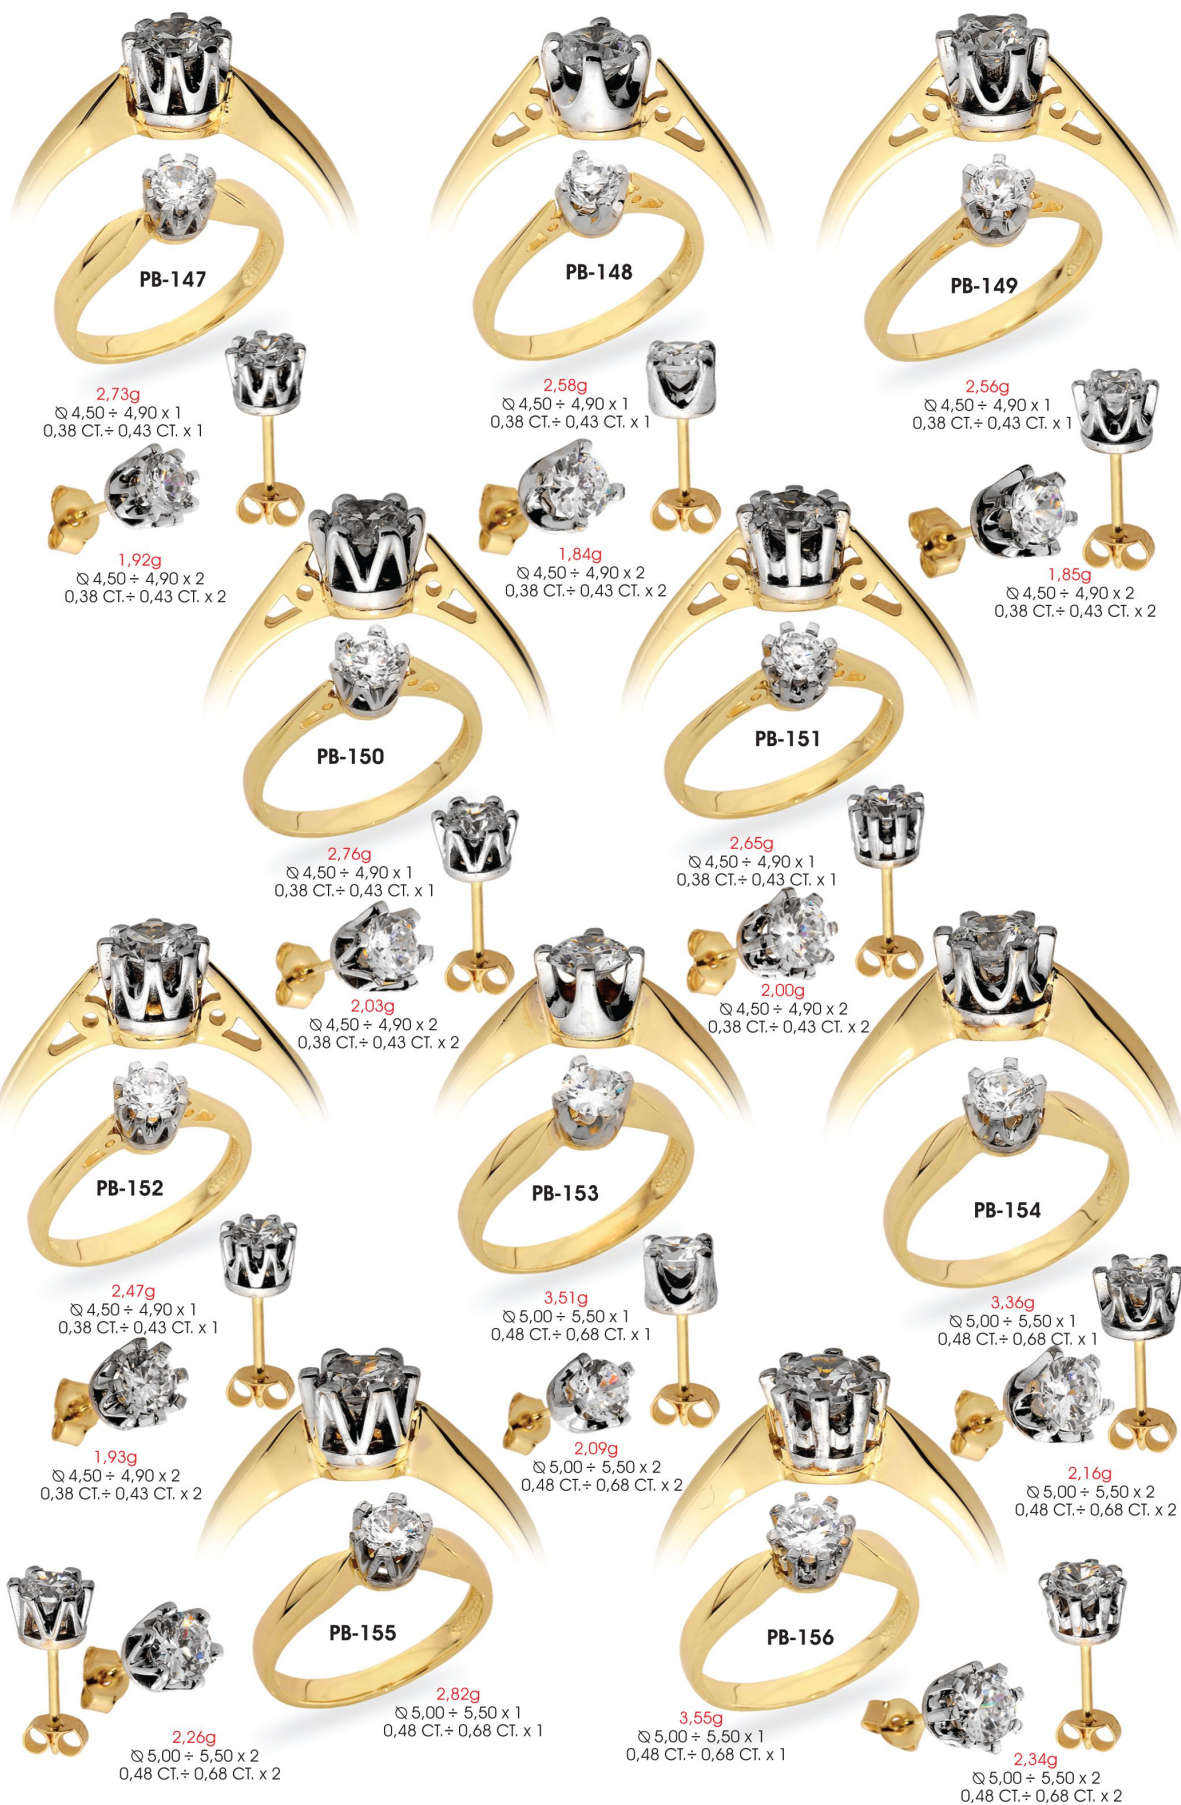 PB-147
PB-148
PB-149
2,73g
Ø 4,50 ÷ 4,90 x 1
0,38 CT.÷ 0,43 CT. x 1
2,58g
Ø 4,50 ÷ 4,90 x 1
0,38 CT.÷ 0,43 CT. x 1
2,56g
Ø 4,50 ÷ 4,90 x 1
0,38 CT.÷ 0,43 CT. x 1
1,92g
Ø 4,50 ÷ 4,90 x 2
0,38 CT.÷ 0,43 CT. x 2
1,84g
Ø 4,50 ÷ 4,90 x 2
0,38 CT.÷ 0,43 CT. x 2
1,85g
Ø 4,50 ÷ 4,90 x 2
0,38 CT.÷ 0,43 CT. x 2
PB-150
PB-151
2,76g
Ø 4,50 ÷ 4,90 x 1
0,38 CT.÷ 0,43 CT. x 1
2,65g
Ø 4,50 ÷ 4,90 x 1
0,38 CT.÷ 0,43 CT. x 1
2,03g
Ø 4,50 ÷ 4,90 x 2
0,38 CT.÷ 0,43 CT. x 2
2,00g
Ø 4,50 ÷ 4,90 x 2
0,38 CT.÷ 0,43 CT. x 2
PB-152
PB-153
PB-154
2,47g
Ø 4,50 ÷ 4,90 x 1
0,38 CT.÷ 0,43 CT. x 1
3,51g
Ø 5,00 ÷ 5,50 x 1
0,48 CT.÷ 0,68 CT. x 1
3,36g
Ø 5,00 ÷ 5,50 x 1
0,48 CT.÷ 0,68 CT. x 1
1,93g
Ø 4,50 ÷ 4,90 x 2
0,38 CT.÷ 0,43 CT. x 2
2,09g
Ø 5,00 ÷ 5,50 x 2
0,48 CT.÷ 0,68 CT. x 2
2,16g
Ø 5,00 ÷ 5,50 x 2
0,48 CT.÷ 0,68 CT. x 2
PB-155
PB-156
2,82g
Ø 5,00 ÷ 5,50 x 1
0,48 CT.÷ 0,68 CT. x 1
3,55g
Ø 5,00 ÷ 5,50 x 1
0,48 CT.÷ 0,68 CT. x 1
2,26g
Ø 5,00 ÷ 5,50 x 2
0,48 CT.÷ 0,68 CT. x 2
2,34g
Ø 5,00 ÷ 5,50 x 2
0,48 CT.÷ 0,68 CT. x 2